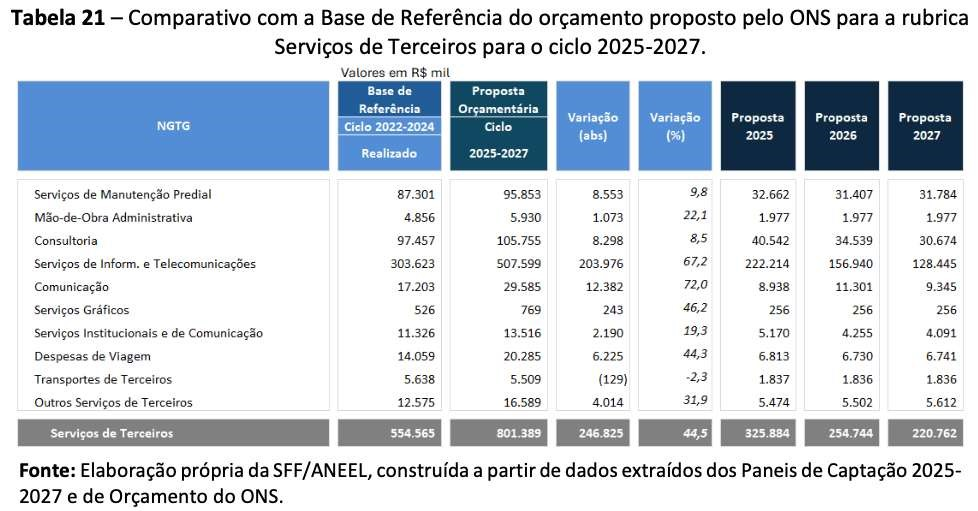 Tabela 21 – Comparativo com a Base de Referência do orçamento proposto pelo ONS para a rubrica
Serviços de Terceiros para o ciclo 2025-2027.
Valores em R$ mil
NGTG Base de Referência Ciclo 2022-2024 Realizado Proposta Orçamentária Ciclo 2025-2027 Variação (abs) Variação (%) Proposta 2025 Proposta 2026 Proposta 2027
Serviços de Manutenção Predial 87.301 95.853 8.553 9,8 32.662 31.407 31.784
Mão-de-Obra Administrativa 4.856 5.930 1.073 22,1 1.977 1.977 1.977
Consultoria 97.457 105.755 8.298 8,5 40.542 34.539 30.674
Serviços de Inform. e Telecomunicações 303.623 507.599 203.976 67,2 222.214 156.940 128.445
Comunicação 17.203 29.585 12.382 72,0 8.938 11.301 9.345
Serviços Gráficos 526 769 243 46,2 256 256 256
Serviços Institucionais e de Comunicação 11.326 13.516 2.190 19,3 5.170 4.255 4.091
Despesas de Viagem 14.059 20.285 6.225 44,3 6.813 6.730 6.741
Transportes de Terceiros 5.638 5.509 (129) -2,3 1.837 1.836 1.836
Outros Serviços de Terceiros 12.575 16.589 4.014 31,9 5.474 5.502 5.612
Serviços de Terceiros 554.565 801.389 246.825 44,5 325.884 254.744 220.762
Fonte: Elaboração própria da SFF/ANEEL, construída a partir de dados extraídos dos Paneis de Captação 2025-
2027 e de Orçamento do ONS.